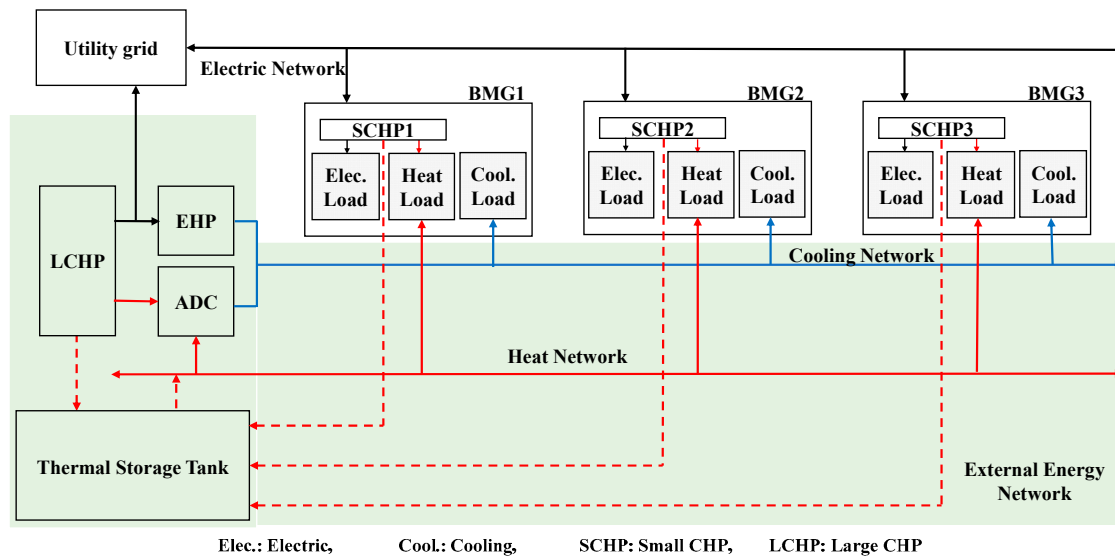 Utility grid
Electric Network
BMG1
BMG2
BMG3
SCHP1
SCHP2
SCHP3
Elec.
Load
Heat
Load
Cool.
Load
Elec.
Load
Heat
Load
Cool.
Load
Elec.
Load
Heat
Load
Cool.
Load
LCHP
EHP
ADC
Cooling Network
Heat Network
Thermal Storage Tank
External Energy
Network
Elec.: Electric, Cool.: Cooling, SCHP: Small CHP, LCHP: Large CHP